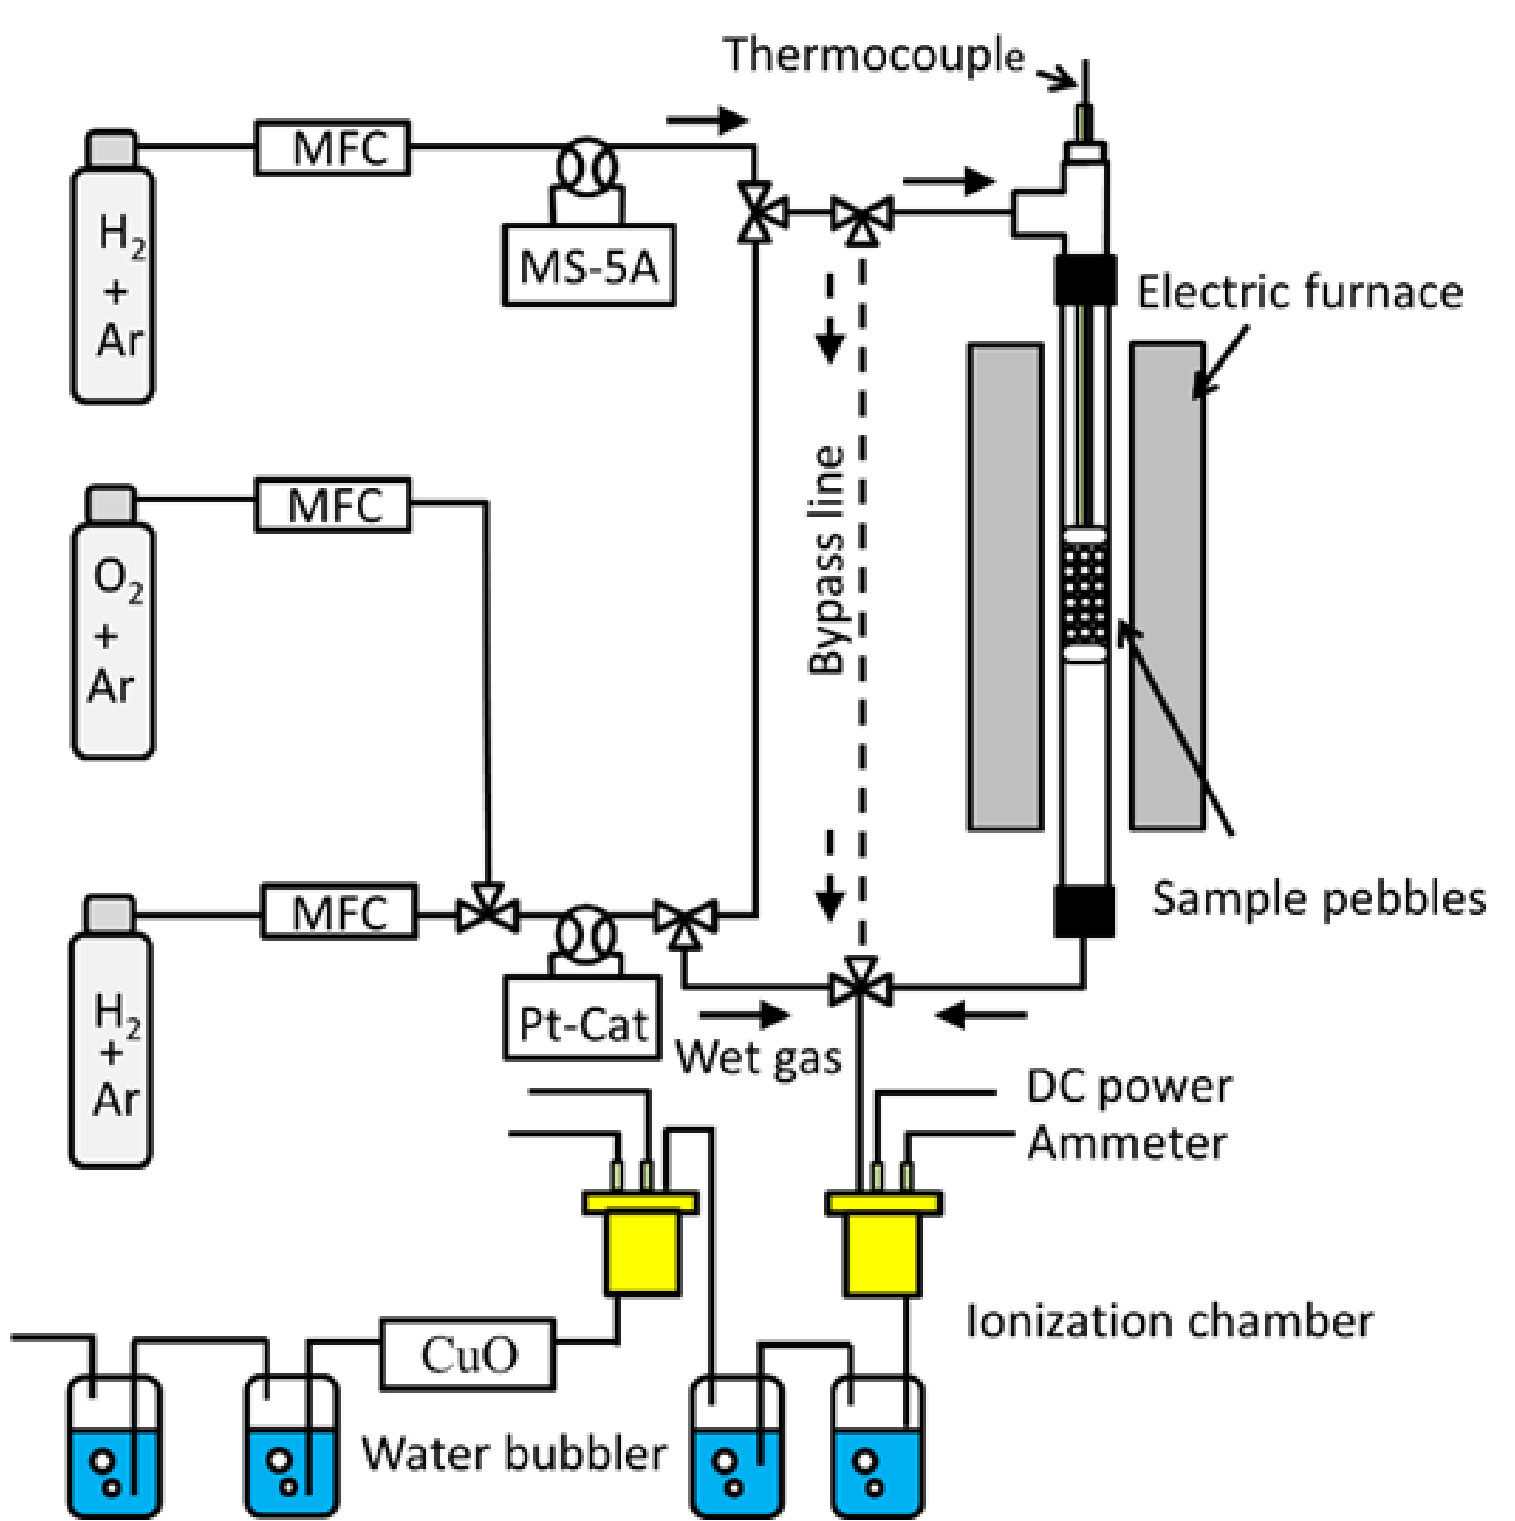 Thermocouple
MFC
H2
+
Ar
MS-5A
Electric furnace
MFC
O2
+
Ar
Bypass line
MFC
Sample pebbles
H2
+
Ar
Pt-Cat
Wet gas
DC power
Ammeter
Ionization chamber
CuO
Water bubbler